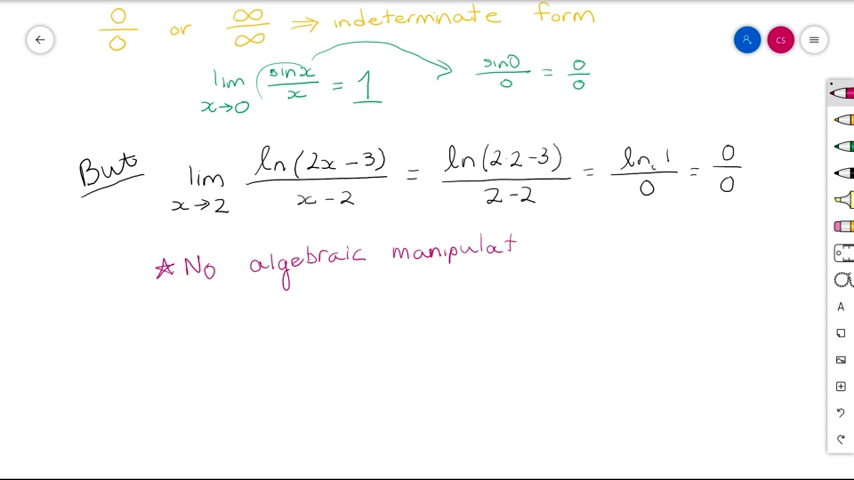 0/0 or ∞/∞ ⇒ indeterminate form
lim x→0 sinx/x = 1 sin0/0 = 0/0
But lim x→2 ln(2x-3)/x-2 = ln(2·2-3)/2-2 = ln 1/0 = 0/0
☆ No algebraic manipulat
CS
A